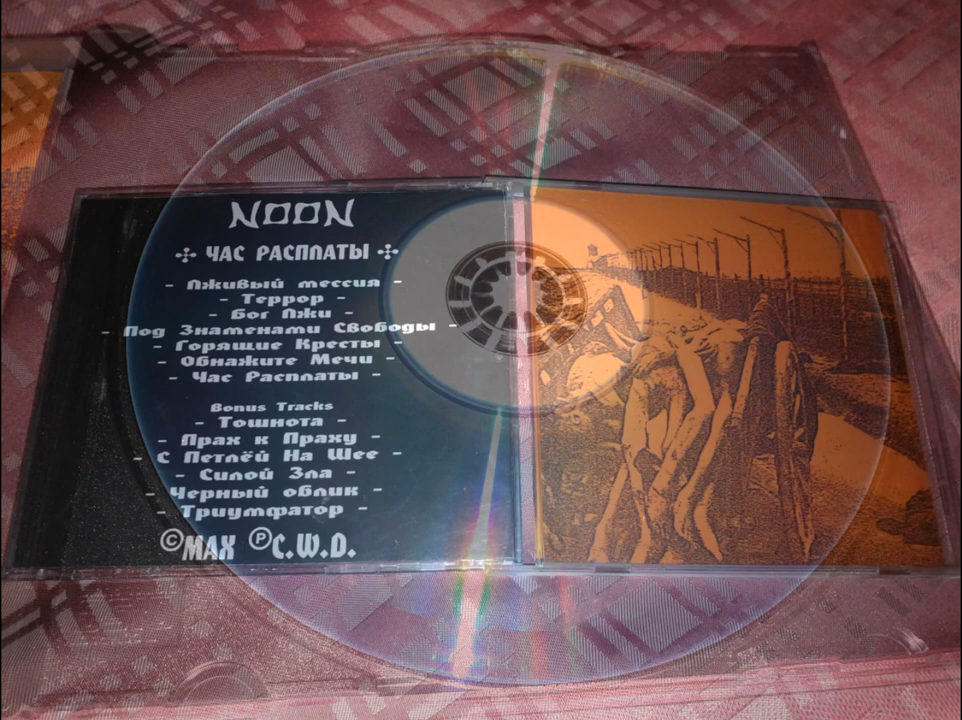 NOON
ЧАС РАСПЛАТЫ
- Лживый мессия -
- Террор -
- Бог Лжи -
- Под Знаменами Свободы -
- Горящие Кресты -
- Обнажите Мечи -
- Час Расплаты -
Bonus Tracks
- Тошнота -
- Прах к Праху -
- С Петлёй На Шее -
- Силой Зла -
- Черный облик -
- Триумфатор -
©MAX ℗C.W.D.